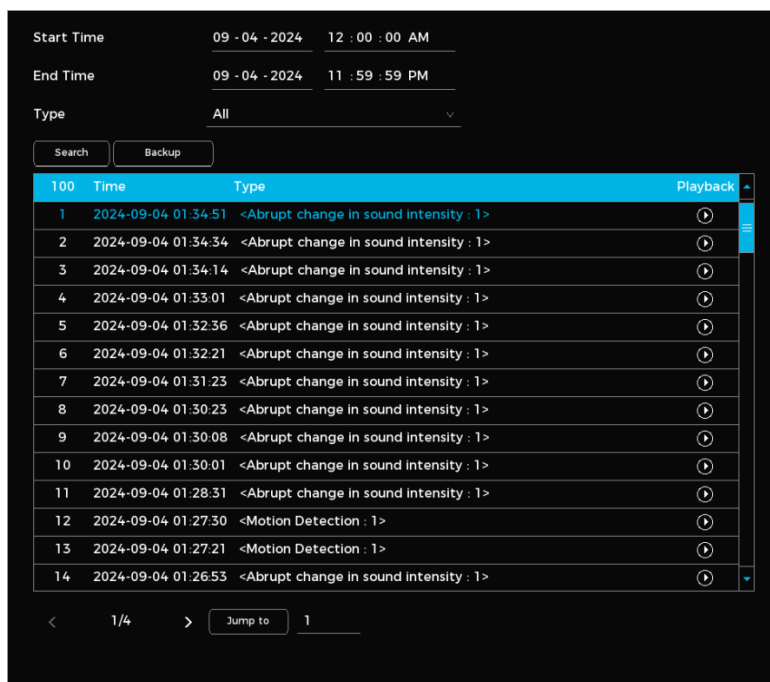 Start Time 09 - 04 - 2024 12 : 00 : 00 AM
End Time 09 - 04 - 2024 11 : 59 : 59 PM
Type All
Search Backup
100 Time Type Playback
1 2024-09-04 01:34:51 <Abrupt change in sound intensity : 1>
2 2024-09-04 01:34:34 <Abrupt change in sound intensity : 1>
3 2024-09-04 01:34:14 <Abrupt change in sound intensity : 1>
4 2024-09-04 01:33:01 <Abrupt change in sound intensity : 1>
5 2024-09-04 01:32:36 <Abrupt change in sound intensity : 1>
6 2024-09-04 01:32:21 <Abrupt change in sound intensity : 1>
7 2024-09-04 01:31:23 <Abrupt change in sound intensity : 1>
8 2024-09-04 01:30:23 <Abrupt change in sound intensity : 1>
9 2024-09-04 01:30:08 <Abrupt change in sound intensity : 1>
10 2024-09-04 01:30:01 <Abrupt change in sound intensity : 1>
11 2024-09-04 01:28:31 <Abrupt change in sound intensity : 1>
12 2024-09-04 01:27:30 <Motion Detection : 1>
13 2024-09-04 01:27:21 <Motion Detection : 1>
14 2024-09-04 01:26:53 <Abrupt change in sound intensity : 1>
< 1/4 > Jump to 1